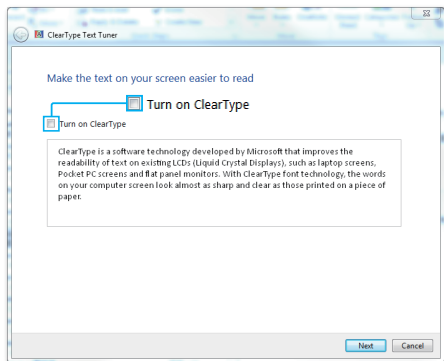 ClearType Text Tuner
Make the text on your screen easier to read
Turn on ClearType
Turn on ClearType
ClearType is a software technology developed by Microsoft that improves the
readability of text on existing LCDs (Liquid Crystal Displays), such as laptop screens,
Pocket PC screens and flat panel monitors. With ClearType font technology, the words
on your computer screen look almost as sharp and clear as those printed on a piece of
paper.
Next Cancel